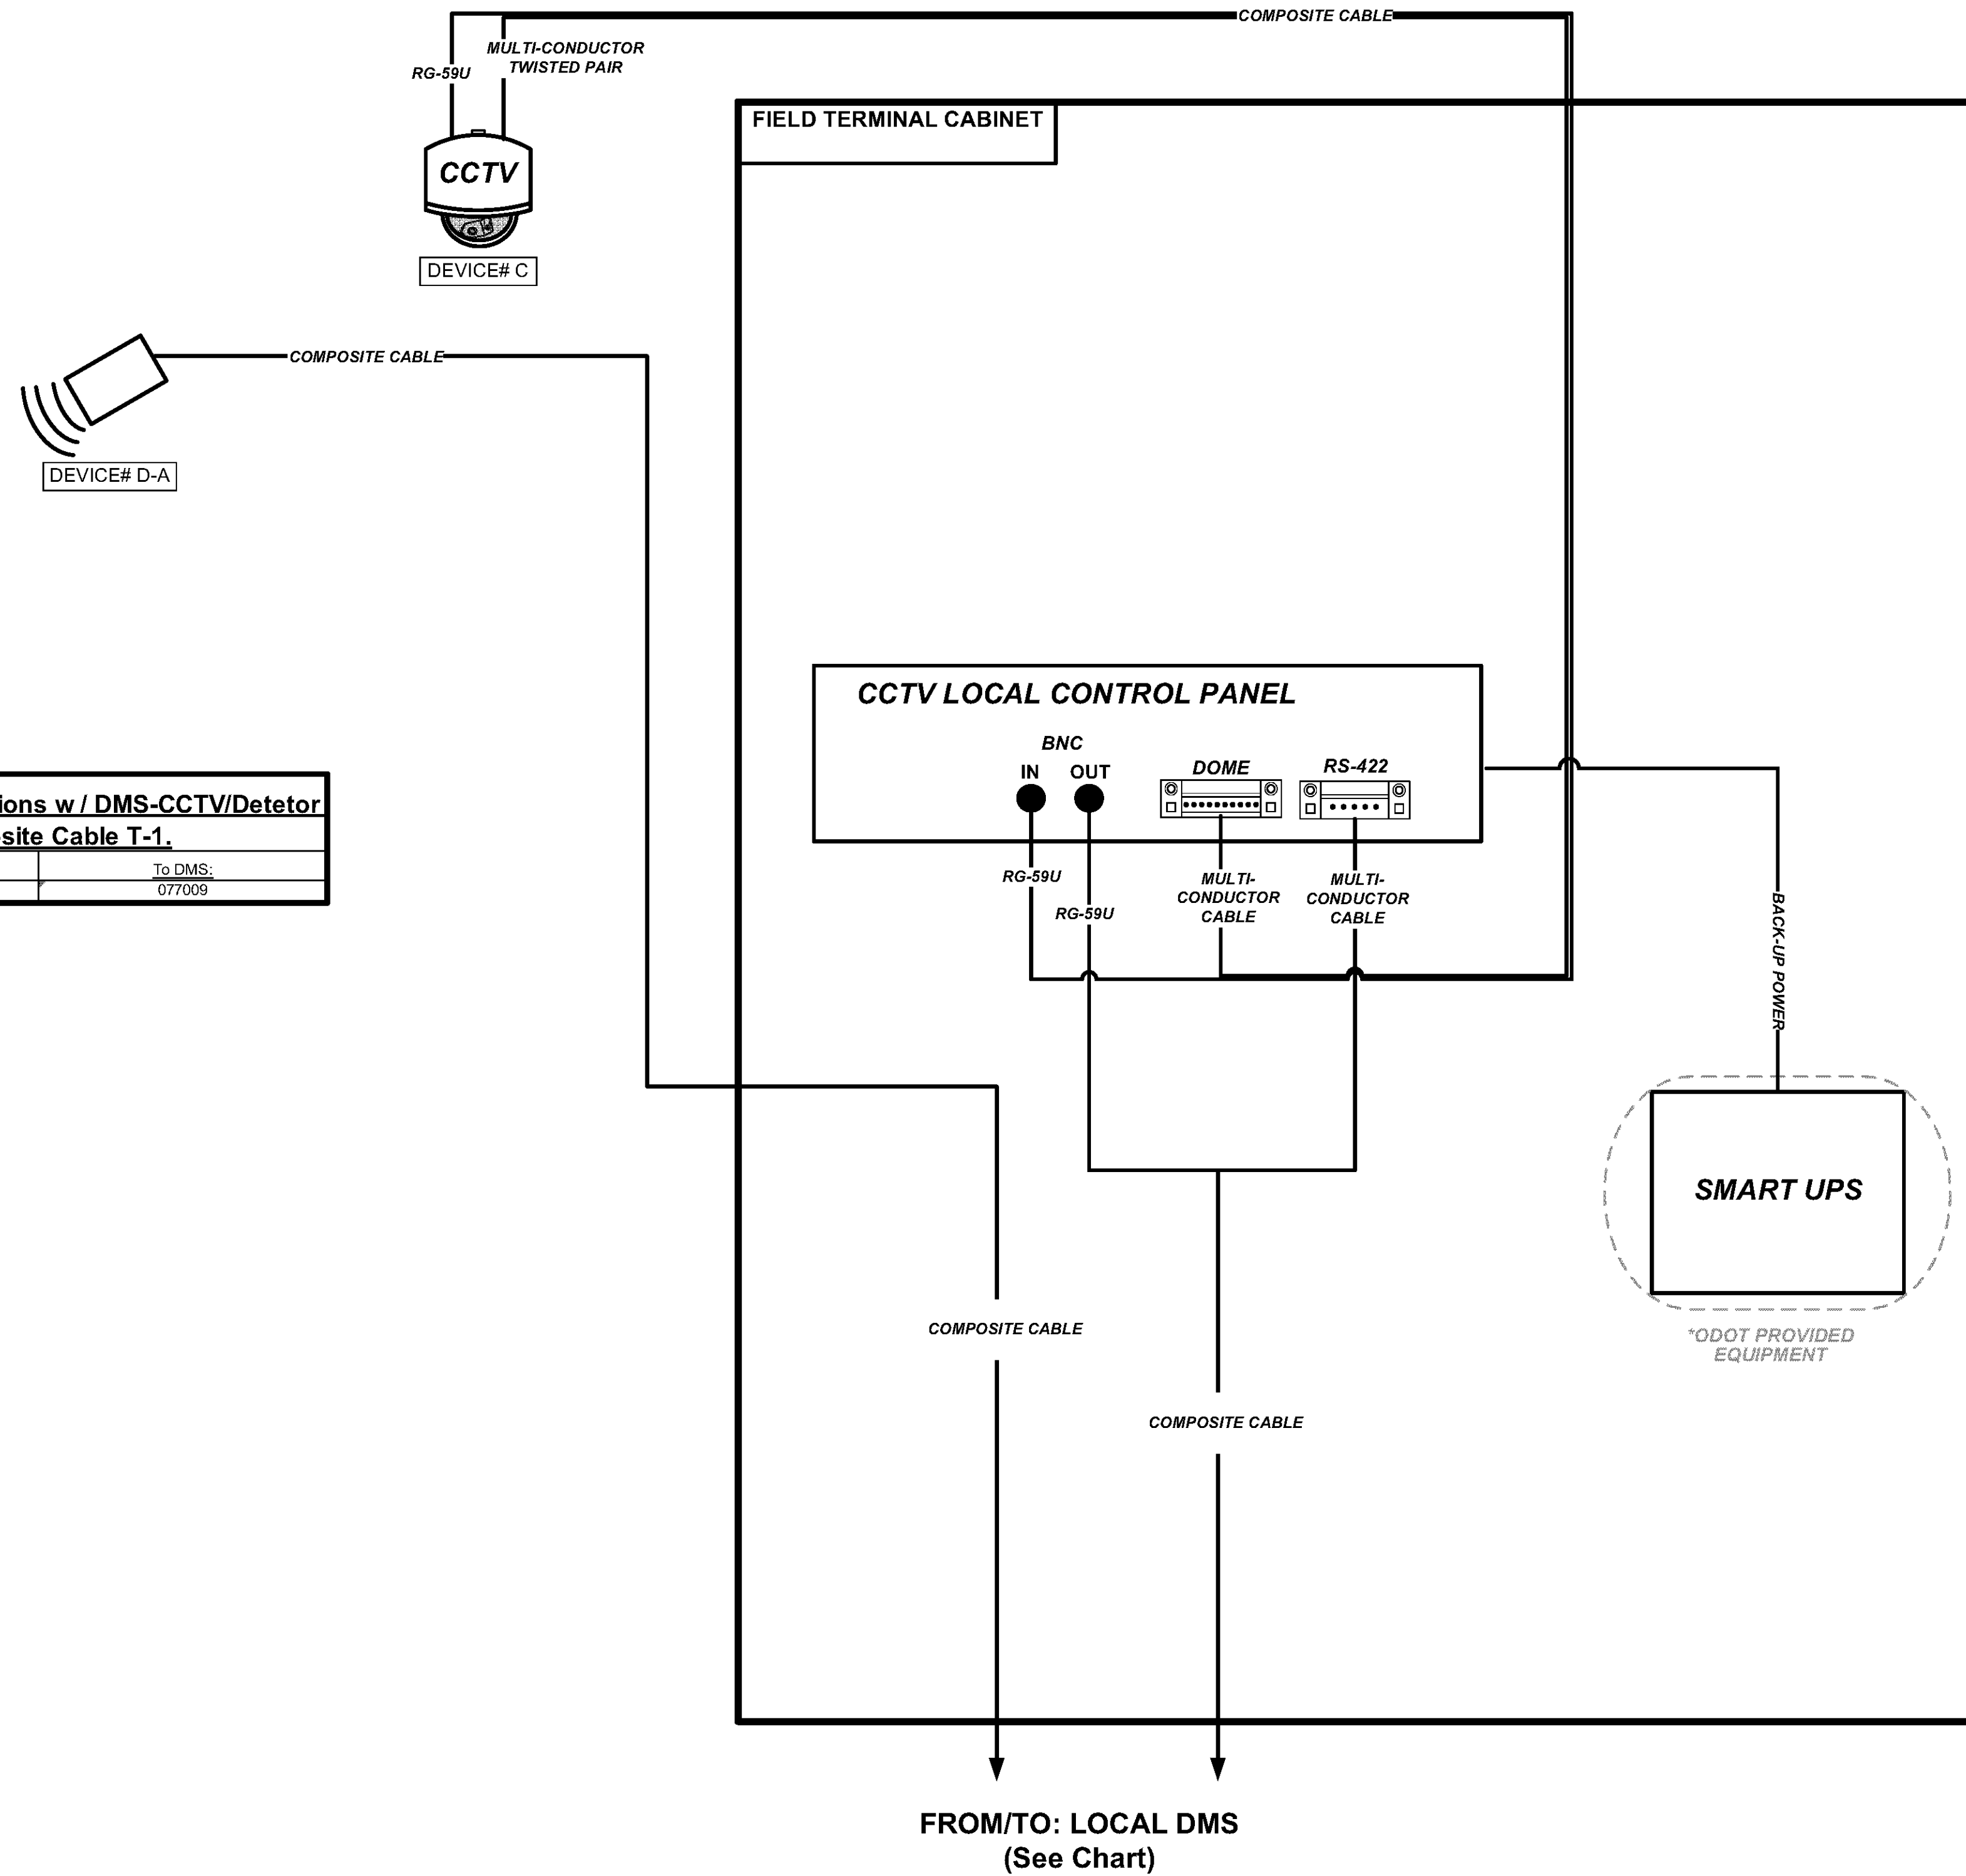 COMPOSITE CABLE
MULTI-CONDUCTOR
TWISTED PAIR
RG-59U
FIELD TERMINAL CABINET
CCTV
DEVICE# C
COMPOSITE CABLE
DEVICE# D-A
CCTV LOCAL CONTROL PANEL
BNC
IN
OUT
DOME
RS-422
ions w / DMS-CCTV/Detetor
site Cable T-1.
To DMS:
077009
RG-59U
RG-59U
MULTI-
CONDUCTOR
CABLE
MULTI-
CONDUCTOR
CABLE
BACK-UP POWER
SMART UPS
*ODOT PROVIDED
EQUIPMENT
COMPOSITE CABLE
COMPOSITE CABLE
FROM/TO: LOCAL DMS
(See Chart)